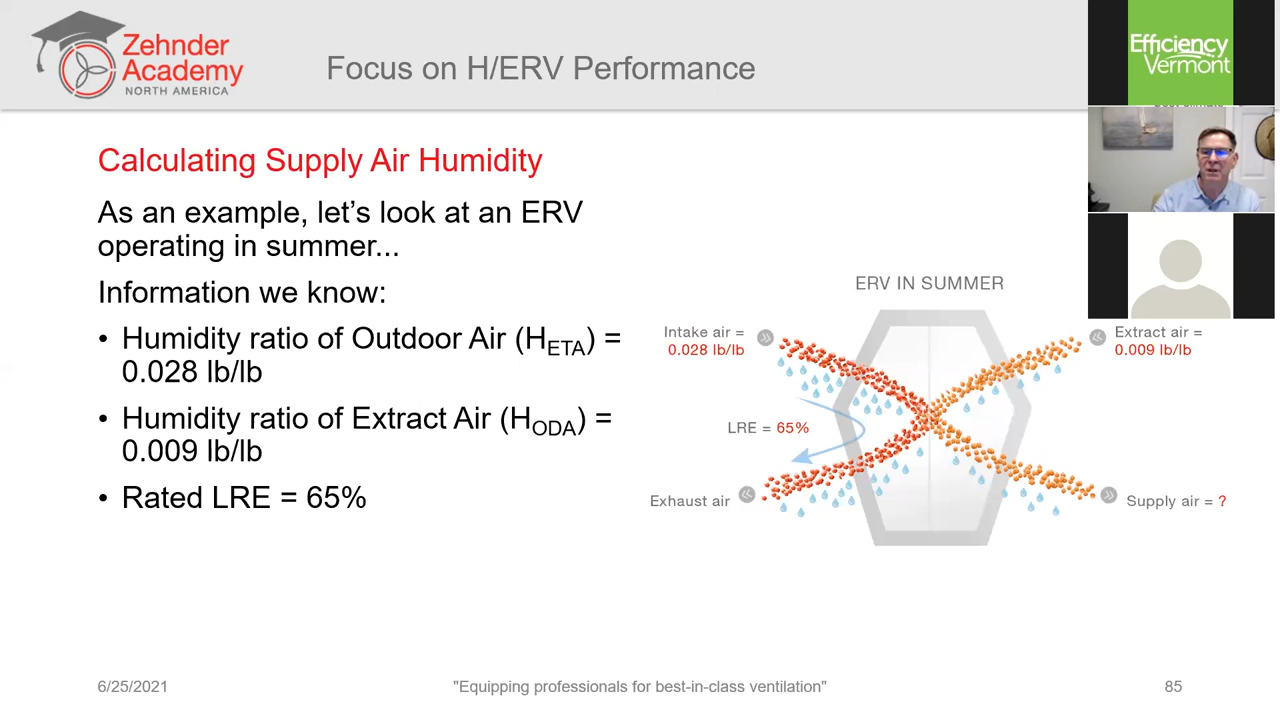 Zehnder
Academy
NORTH AMERICA
Focus on H/ERV Performance
Efficiency
Vermont
Calculating Supply Air Humidity
As an example, let’s look at an ERV
operating in summer...
Information we know:
• Humidity ratio of Outdoor Air (HETA) =
0.028 lb/lb
• Humidity ratio of Extract Air (HODA) =
0.009 lb/lb
• Rated LRE = 65%
ERV IN SUMMER
Intake air =
0.028 lb/lb
Extract air =
0.009 lb/lb
LRE = 65%
Exhaust air
Supply air = ?
6/25/2021
"Equipping professionals for best-in-class ventilation"
85